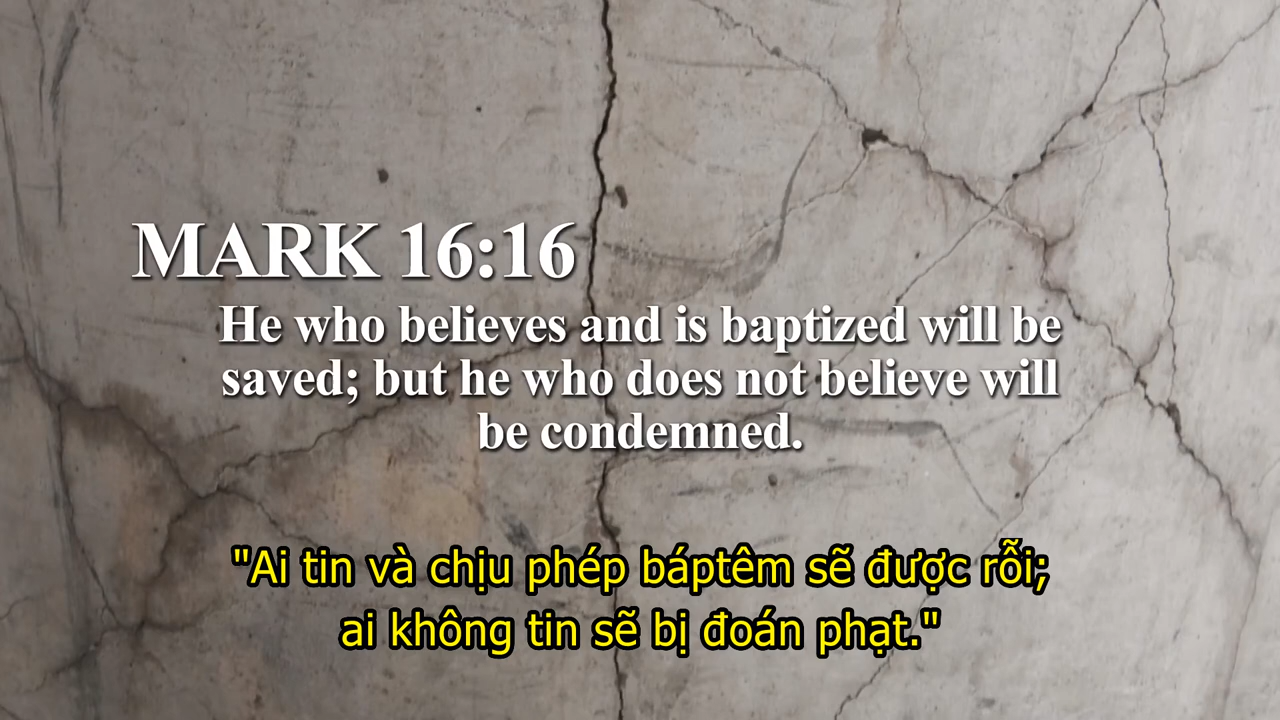 MARK 16:16
He who believes and is baptized will be
saved; but he who does not believe will
be condemned.
"Ai tin và chịu phép báptêm sẽ được rỗi;
ai không tin sẽ bị đoán phạt."